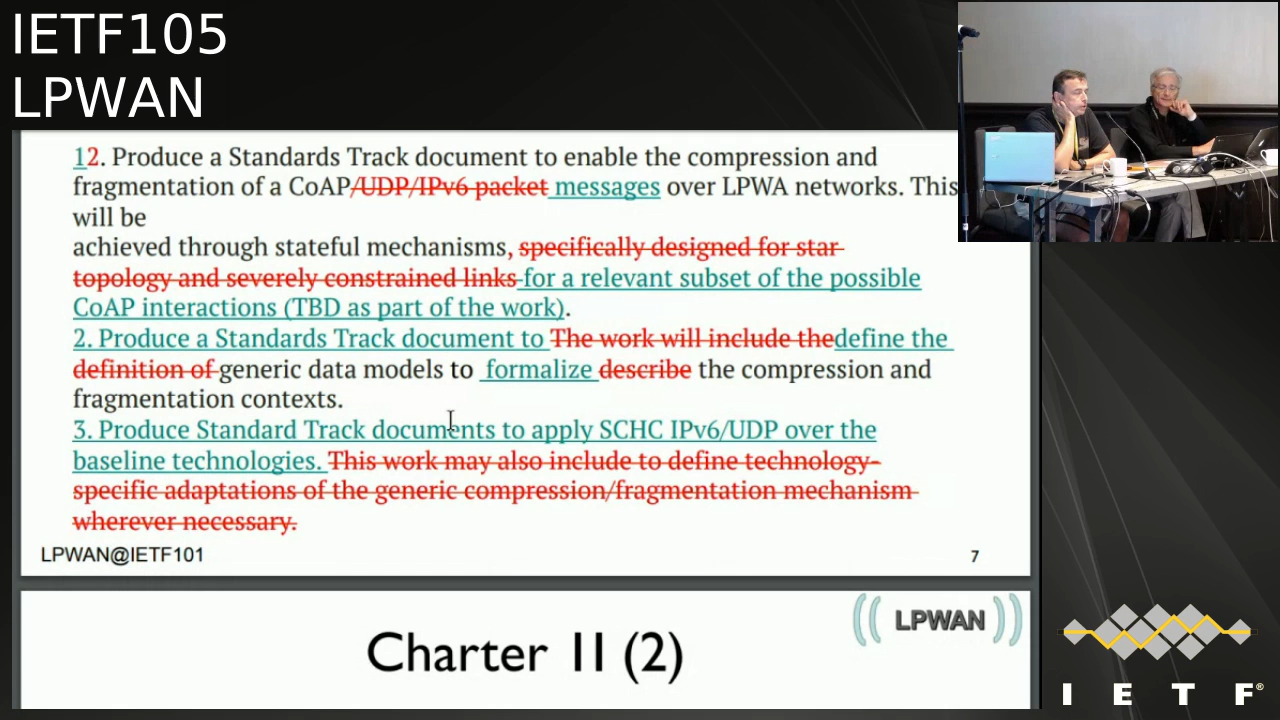 IETF105
LPWAN
12. Produce a Standards Track document to enable the compression and
fragmentation of a CoAP/UDP/IPv6 packet messages over LPWA networks. This
will be
achieved through stateful mechanisms, specifically designed for star
topology and severely constrained links for a relevant subset of the possible
CoAP interactions (TBD as part of the work).
2. Produce a Standards Track document to The work will include thedefine the
definition of generic data models to formalize describe the compression and
fragmentation contexts.
3. Produce Standard Track documents to apply SCHC IPv6/UDP over the
baseline technologies. This work may also include to define technology-
specific adaptations of the generic compression/fragmentation mechanism
wherever necessary.
LPWAN@IETF101
7
LPWAN
Charter II (2)
I E T F®